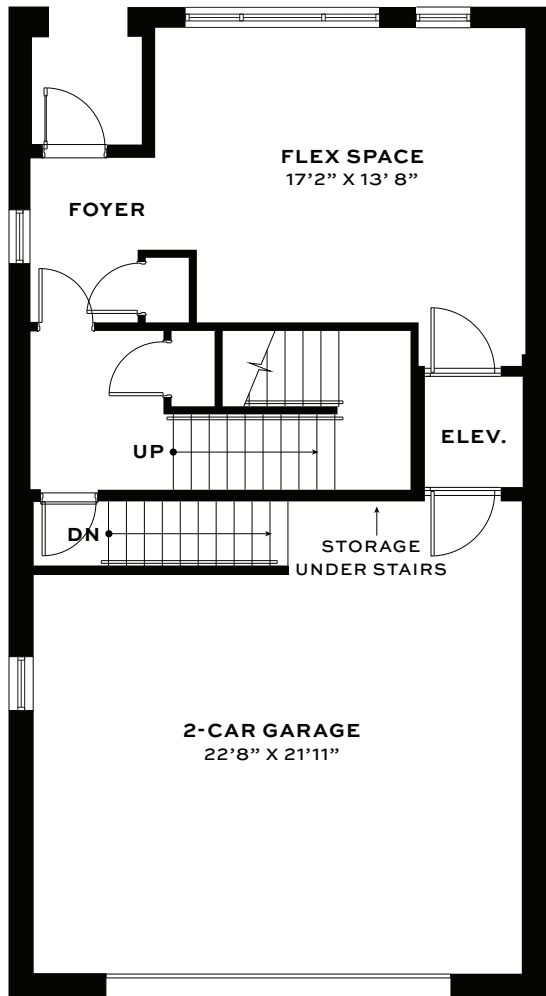 FLEX SPACE
17’2” X 13’ 8”
FOYER
ELEV.
UP
DN
STORAGE
UNDER STAIRS
2-CAR GARAGE
22’8” X 21’11”